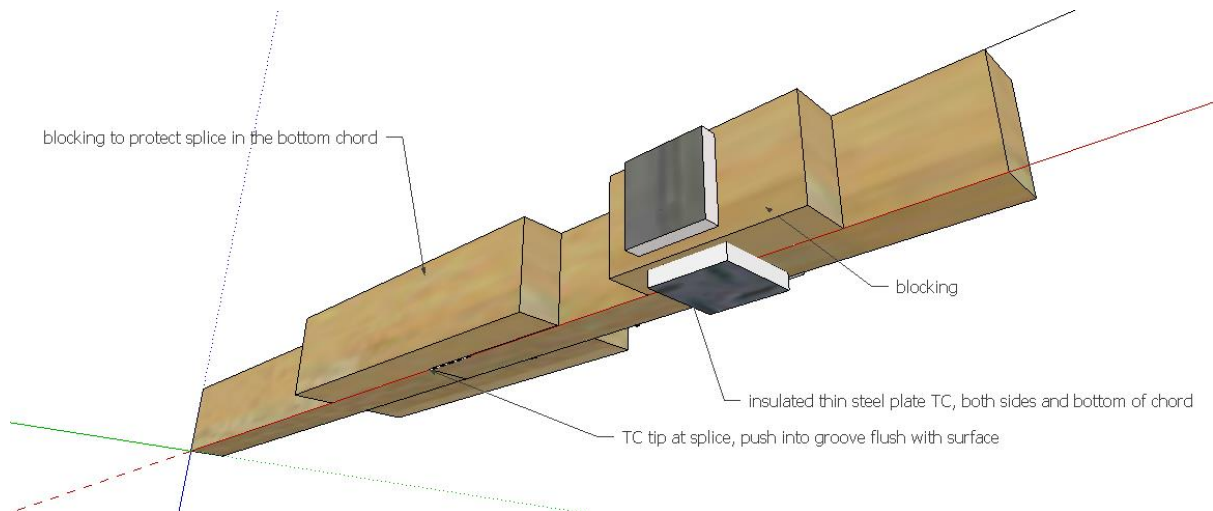 blocking to protect splice in the bottom chord
blocking
insulated thin steel plate TC, both sides and bottom of chord
TC tip at splice, push into groove flush with surface